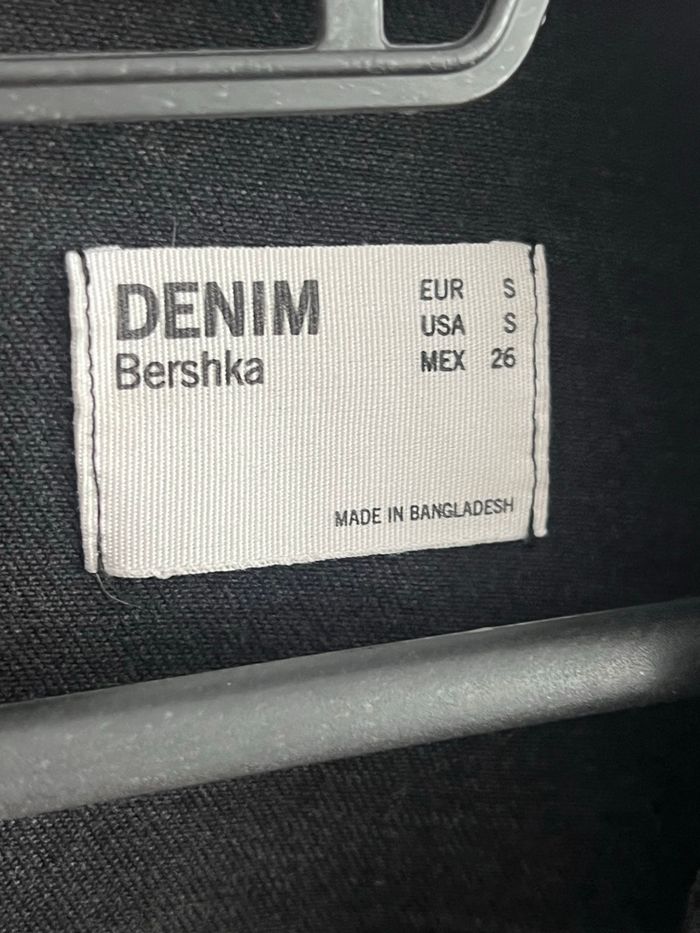 DENIM
Bershka
EUR S
USA S
MEX 26
MADE IN BANGLADESH